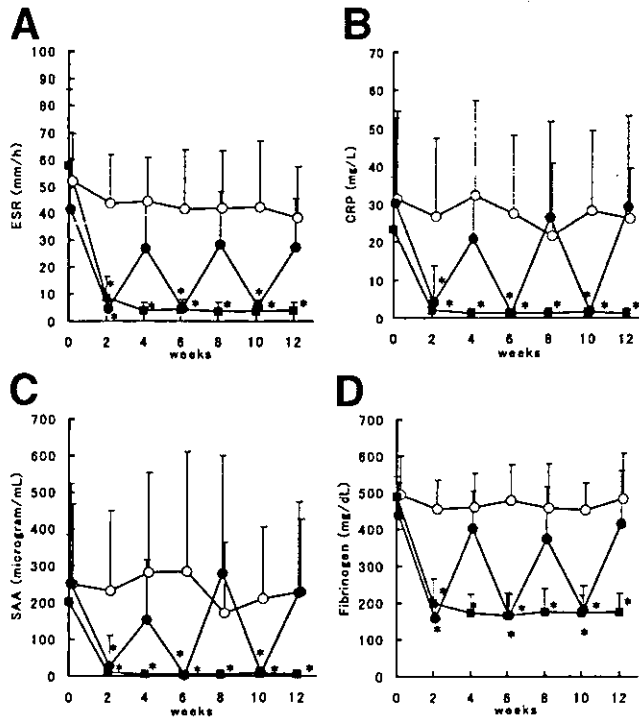 A
100
90
80
70
60
50
40
30
20
10
0
ESR (mm/h)
0 2 4 6 8 10 12
weeks
* * * * * * * * *
B
70
60
50
40
30
20
10
0
CRP (mg/L)
0 2 4 6 8 10 12
weeks
* * * * * * * * *
C
700
600
500
400
300
200
100
0
SAA (microgram/mL)
0 2 4 6 8 10 12
weeks
* * * * * * * * *
D
700
600
500
400
300
200
100
0
Fibrinogen (mg/dL)
0 2 4 6 8 10 12
weeks
* * * * * * * * *